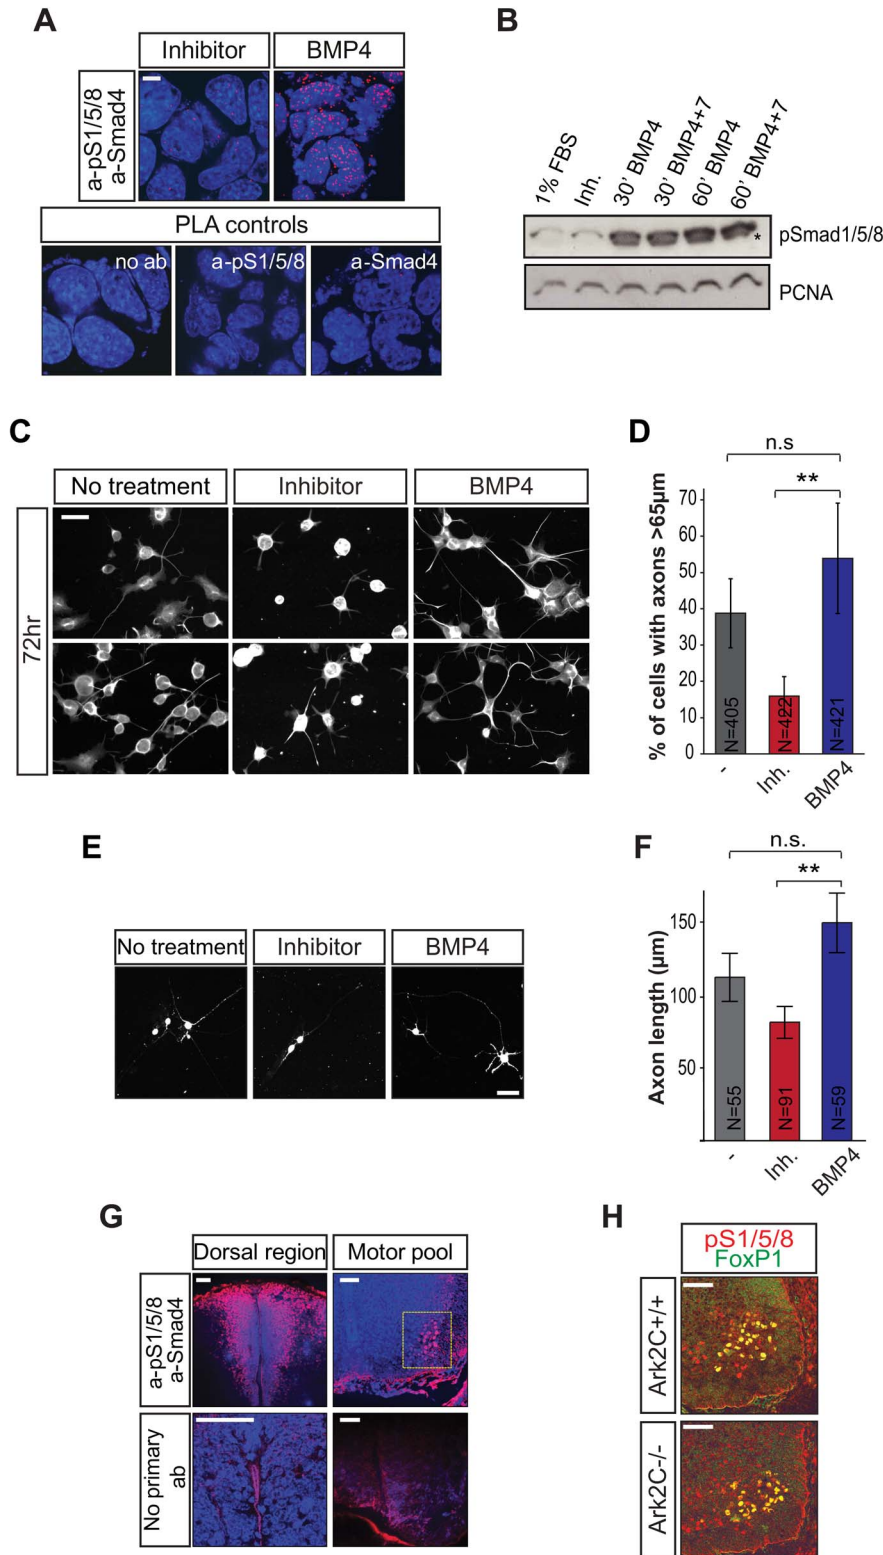 A
Inhibitor
BMP4
a-pS1/5/8
a-Smad4
PLA controls
no ab
a-pS1/5/8
a-Smad4
B
1% FBS
Inh.
30' BMP4
30' BMP4+7
60' BMP4
60' BMP4+7
pSmad1/5/8
*
PCNA
C
No treatment
Inhibitor
BMP4
72hr
D
n.s
**
% of cells with axons >65µm
70
60
50
40
30
20
10
0
N=405
N=422
N=421
-
Inh.
BMP4
E
No treatment
Inhibitor
BMP4
F
n.s.
**
Axon length (µm)
150
100
50
N=55
N=91
N=59
-
Inh.
BMP4
G
Dorsal region
Motor pool
a-pS1/5/8
a-Smad4
No primary
ab
H
pS1/5/8
FoxP1
Ark2C+/+
Ark2C-/-